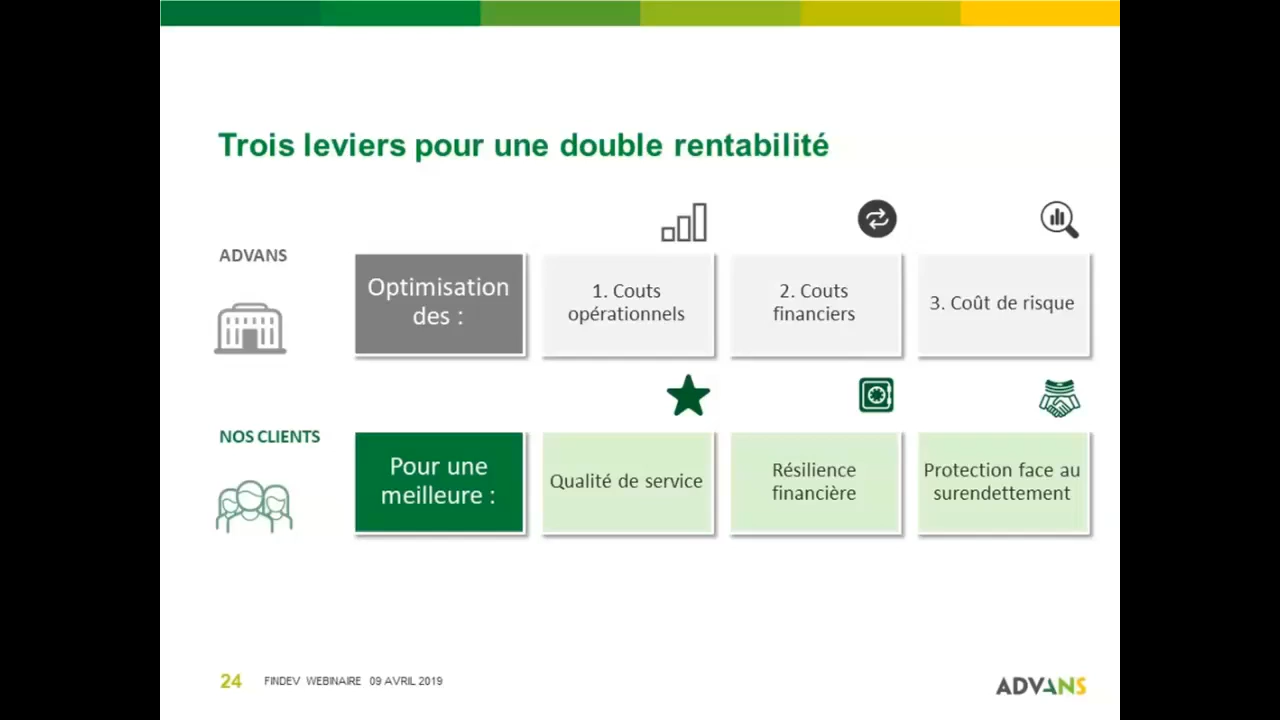 Trois leviers pour une double rentabilité
ADVANS
Optimisation
des :
1. Couts
opérationnels
2. Couts
financiers
3. Coût de risque
NOS CLIENTS
Pour une
meilleure :
Qualité de service
Résilience
financière
Protection face au
surendettement
24 FINDEV WEBINAIRE 09 AVRIL 2019
ADVANS